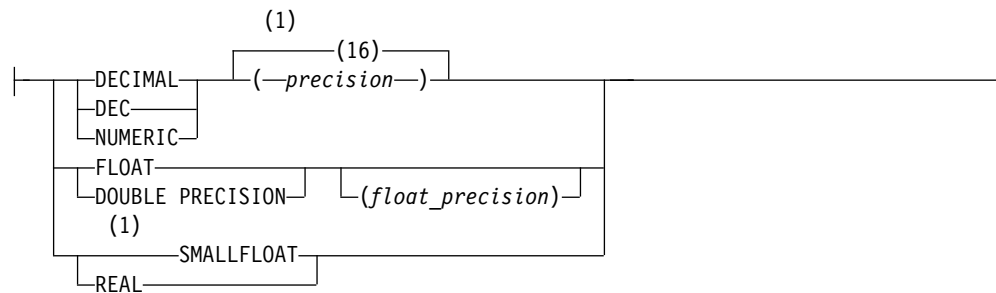 (1)
(16)
DECIMAL ( precision )
DEC
NUMERIC
FLOAT
DOUBLE PRECISION (float_precision)
(1)
SMALLFLOAT
REAL